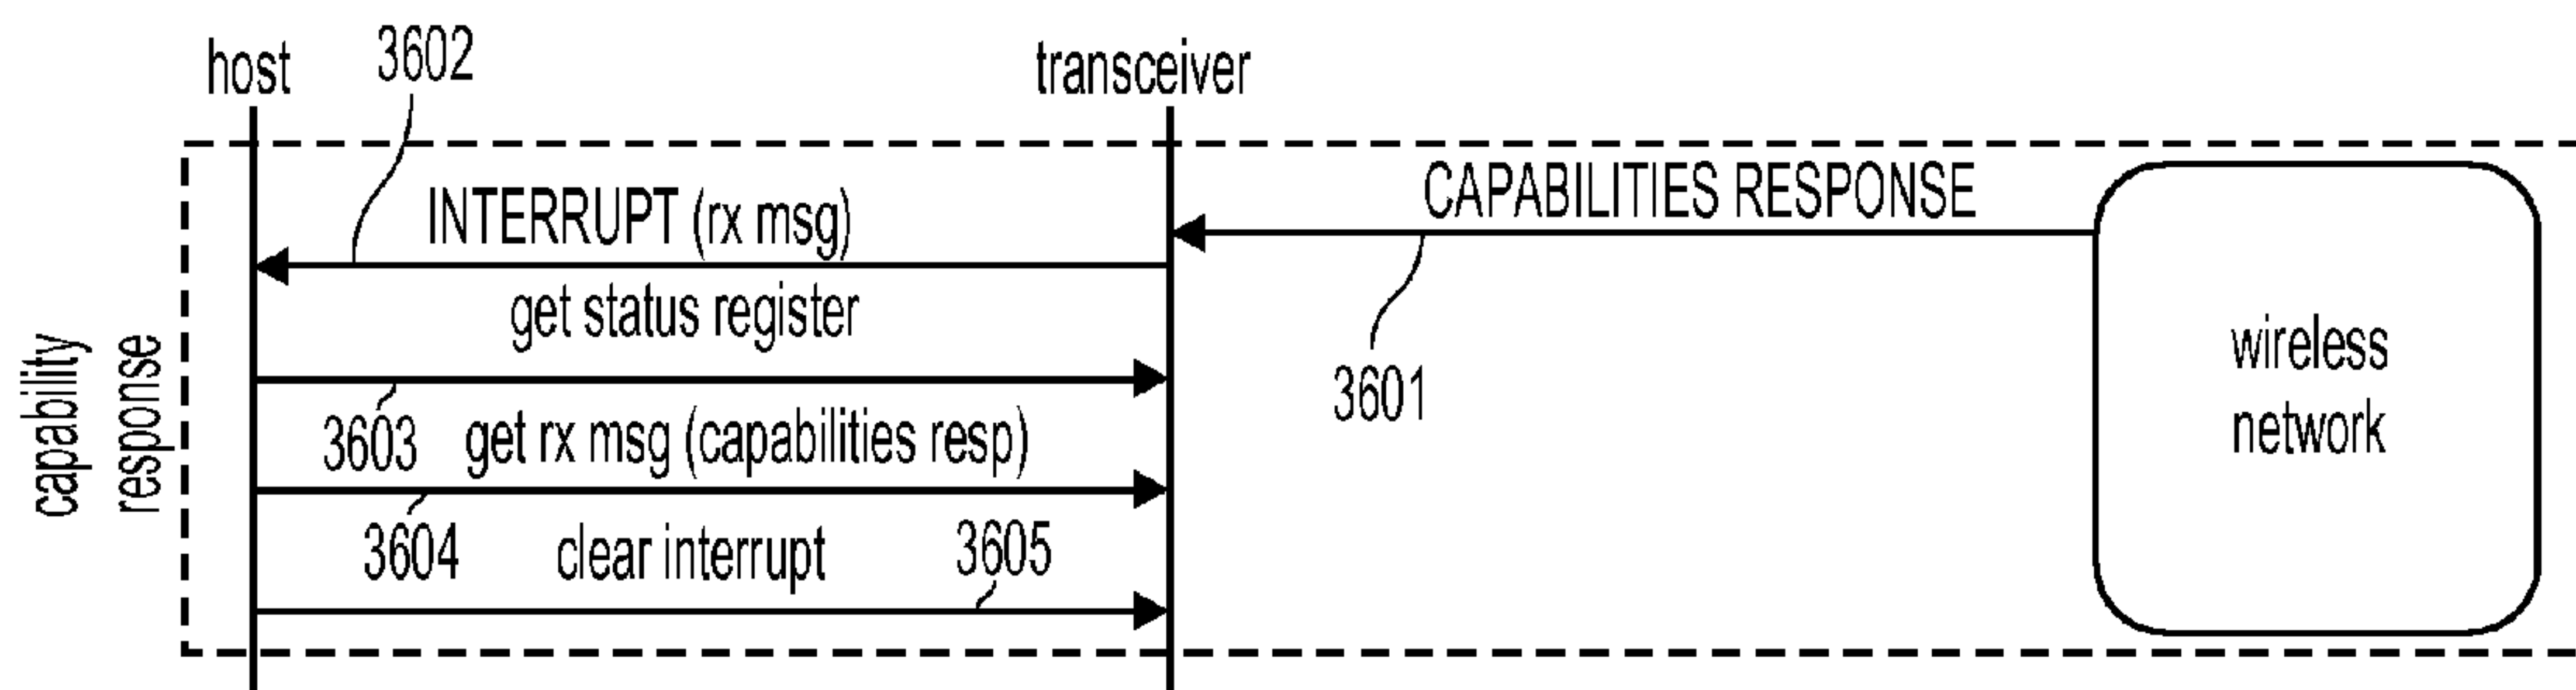 host
3602
transceiver
CAPABILITIES RESPONSE
INTERRUPT (rx msg)
get status register
3601
wireless
network
capability
response
3603
get rx msg (capabilities resp)
3604
clear interrupt
3605